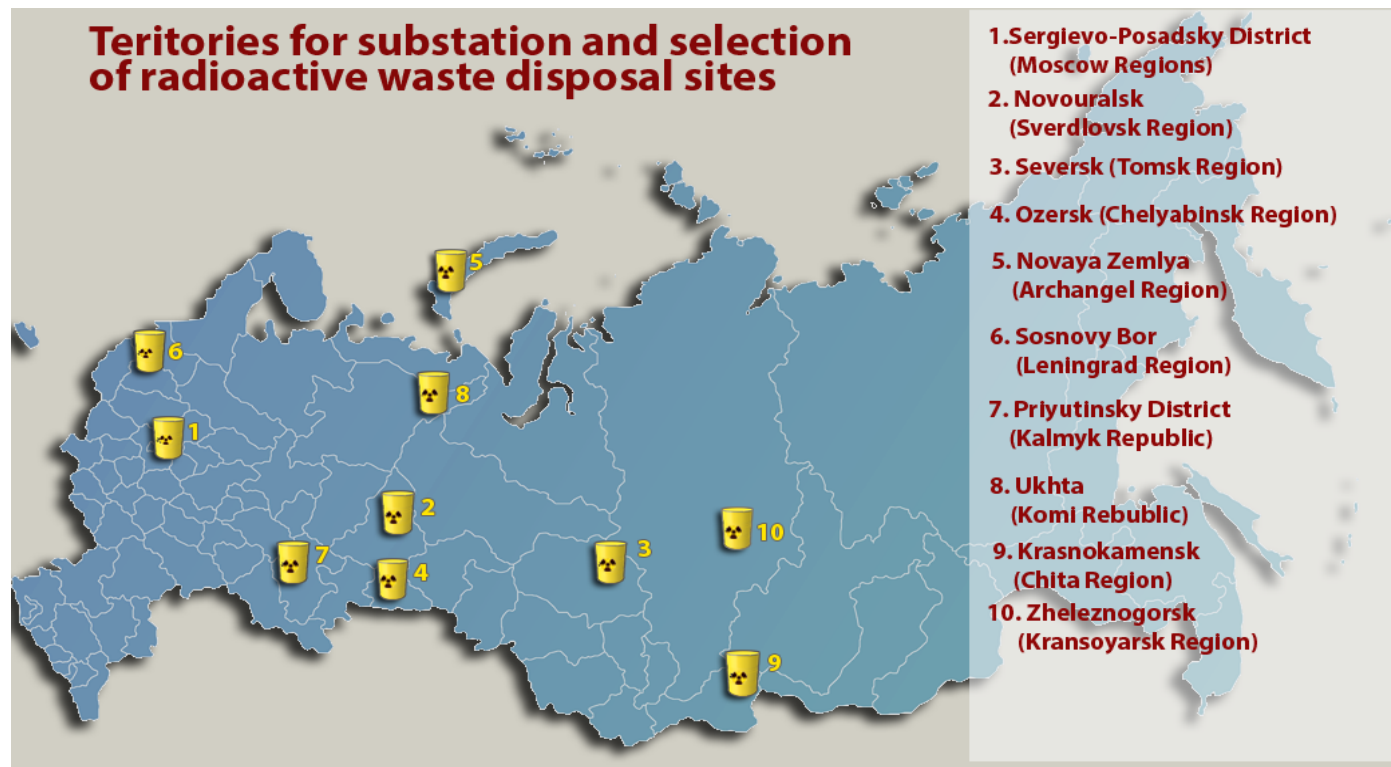 Teritories for substation and selection
of radioactive waste disposal sites
1.Sergievo-Posadsky District
(Moscow Regions)
2. Novouralsk
(Sverdlovsk Region)
3. Seversk (Tomsk Region)
4. Ozersk (Chelyabinsk Region)
5. Novaya Zemlya
(Archangel Region)
6. Sosnovy Bor
(Leningrad Region)
7. Priyutinsky District
(Kalmyk Republic)
8. Ukhta
(Komi Rebublic)
9. Krasnokamensk
(Chita Region)
10. Zheleznogorsk
(Kransoyarsk Region)
5
6
8
1
2
7
4
3
10
9